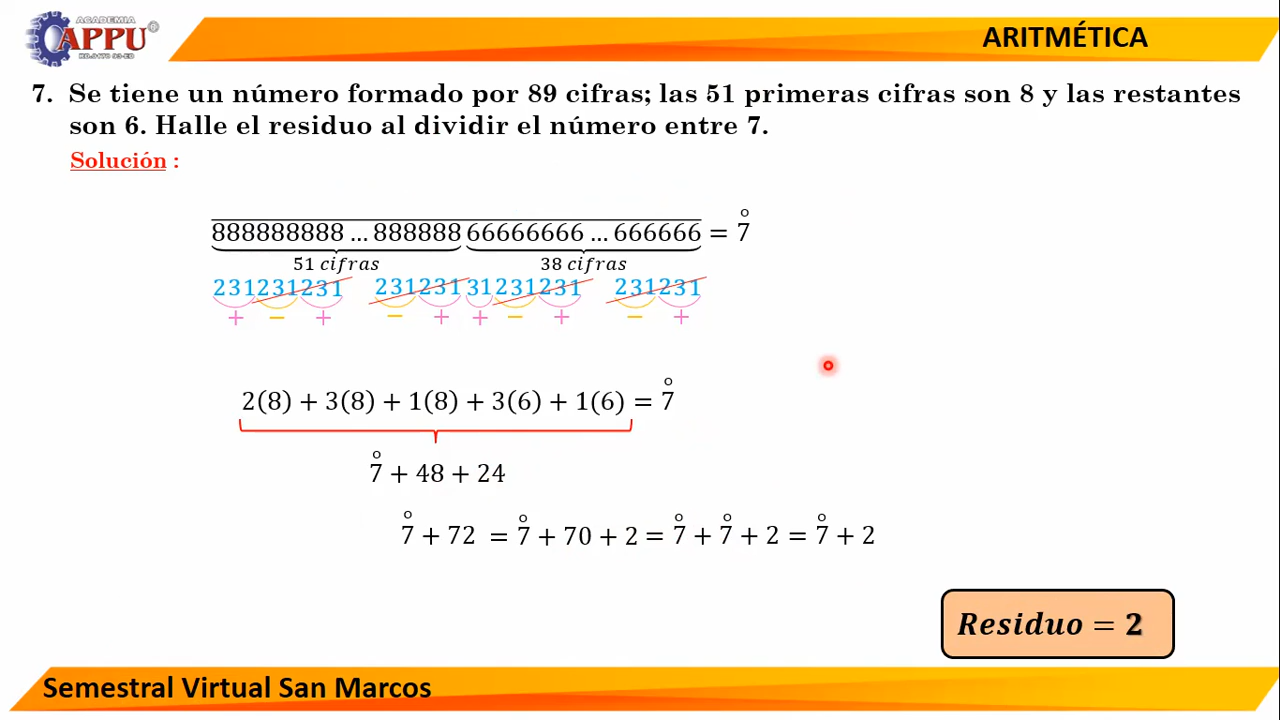 ACADEMIA
APPU
ARITMÉTICA
7. Se tiene un número formado por 89 cifras; las 51 primeras cifras son 8 y las restantes
son 6. Halle el residuo al dividir el número entre 7.
Solución :
888888888 ... 888888 66666666 ... 666666 = 7°
51 cifras 38 cifras
231231231 231231 31231231 231231
+ − + − + + − + − +
2(8) + 3(8) + 1(8) + 3(6) + 1(6) = 7°
7° + 48 + 24
7° + 72 = 7° + 70 + 2 = 7° + 7° + 2 = 7° + 2
Residuo = 2
Semestral Virtual San Marcos